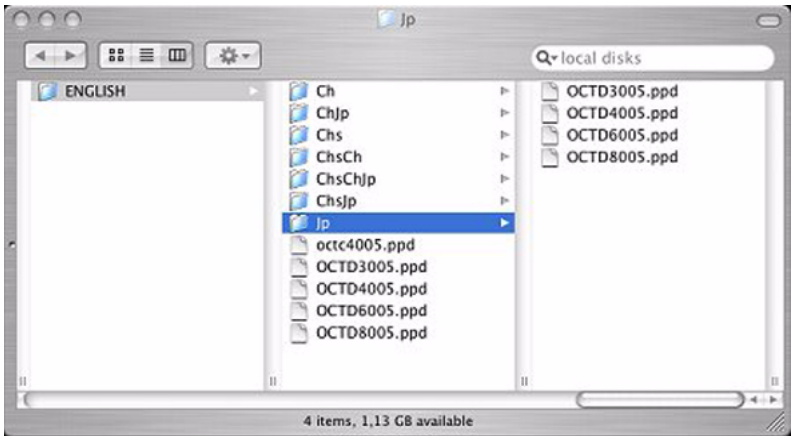 Jp
local disks
ENGLISH
Ch
ChJp
Chs
ChsCh
ChsChJp
ChsJp
Jp
octc4005.ppd
OCTD3005.ppd
OCTD4005.ppd
OCTD6005.ppd
OCTD8005.ppd
OCTD3005.ppd
OCTD4005.ppd
OCTD6005.ppd
OCTD8005.ppd
4 items, 1,13 GB available